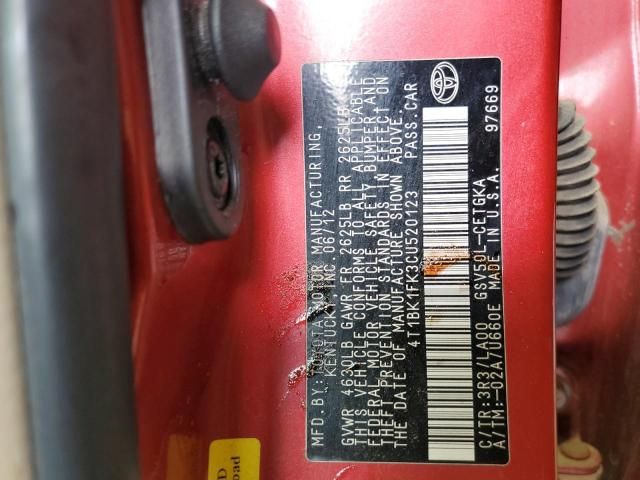 MFD. BY: TOYOTA MOTOR MANUFACTURING,
KENTUCKY, INC. 06/12
GVWR 4630LB GAWR FR 2625LB RR 2625LB
THIS VEHICLE CONFORMS TO ALL APPLICABLE
FEDERAL MOTOR VEHICLE SAFETY, BUMPER, AND
THEFT PREVENTION STANDARDS IN EFFECT ON
THE DATE OF MANUFACTURE SHOWN ABOVE.
4T1BK1FK3CU520123 PASS.CAR
C/TR:3R3/LA00 GSV50L-CETGKA
A/TM:-02A/U660E MADE IN U.S.A. 97669
D
oad